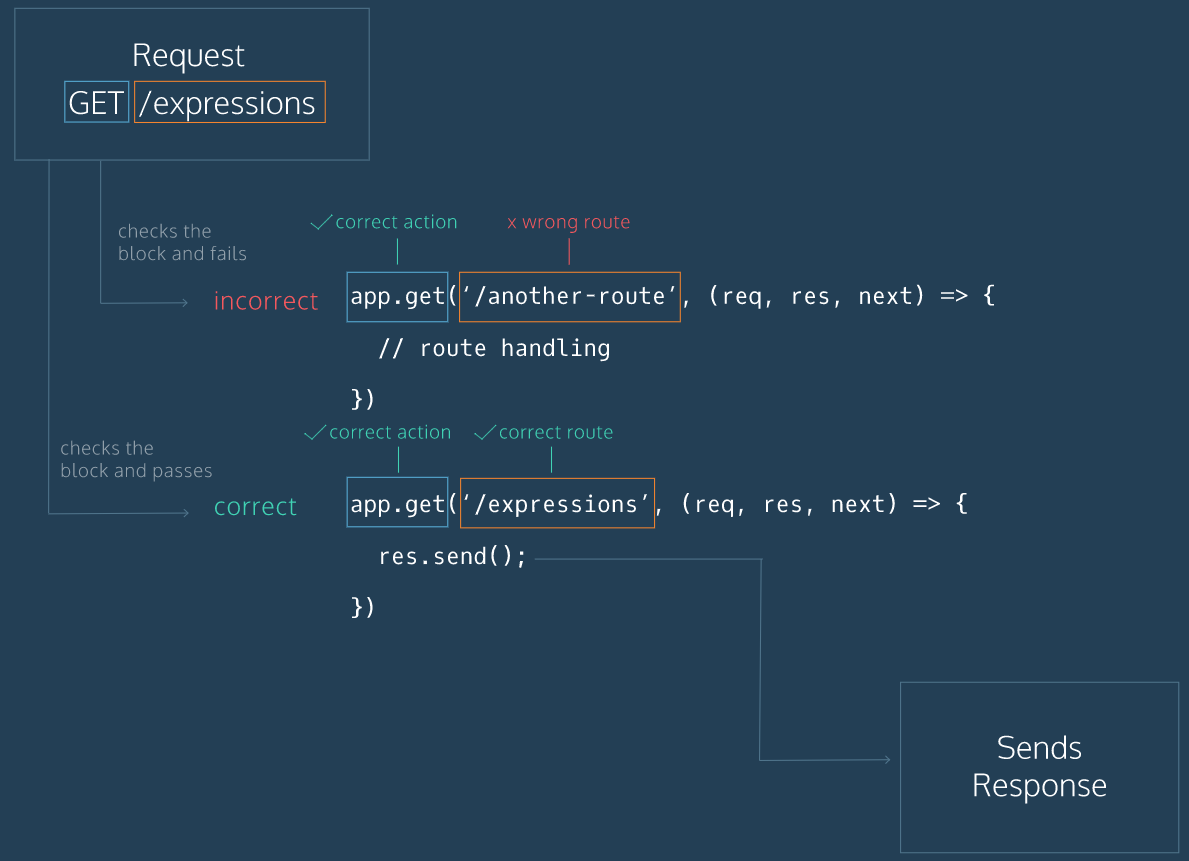 Request
GET /expressions
checks the
block and fails
✓correct action
x wrong route
incorrect
app.get(‘/another-route’, (req, res, next) => {
// route handling
})
checks the
block and passes
✓correct action
✓correct route
correct
app.get(‘/expressions’, (req, res, next) => {
res.send();
})
Sends
Response